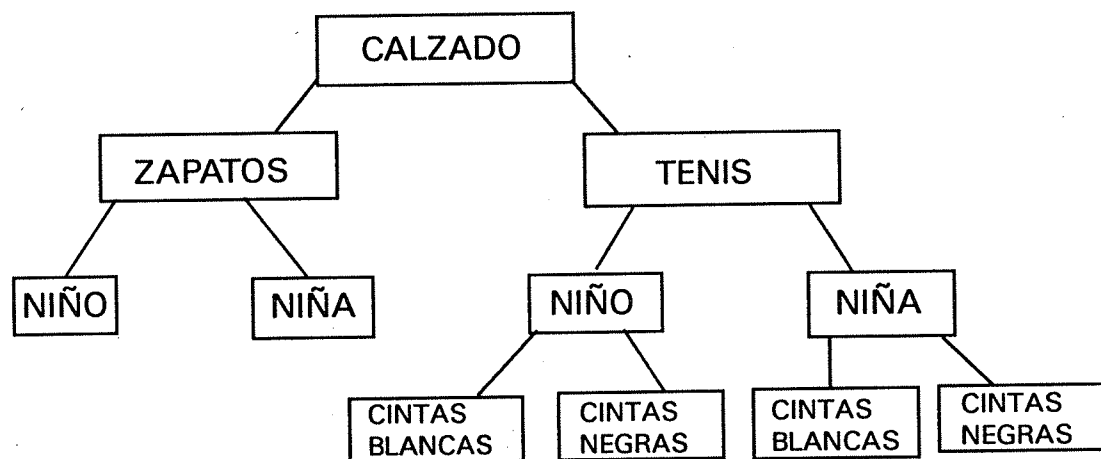 CALZADO
ZAPATOS
TENIS
NIÑO
NIÑA
NIÑO
NIÑA
CINTAS
BLANCAS
CINTAS
NEGRAS
CINTAS
BLANCAS
CINTAS
NEGRAS